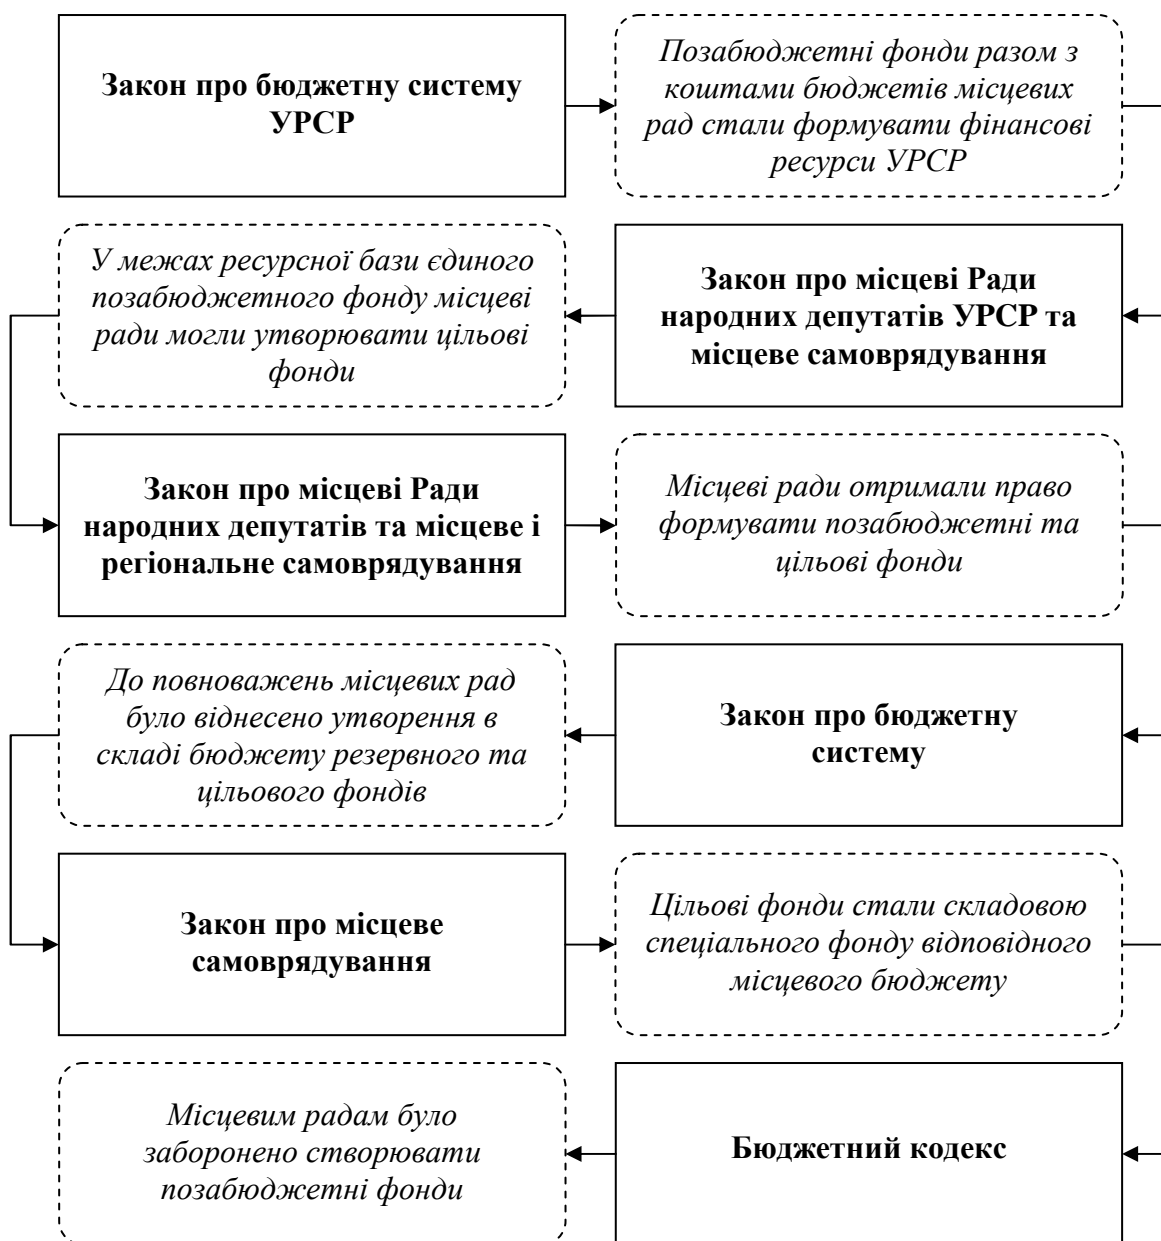 Закон про бюджетну систему
УРСР
Позабюджетні фонди разом з
коштами бюджетів місцевих
рад стали формувати фінансові
ресурси УРСР
У межах ресурсної бази єдиного
позабюджетного фонду місцеві
ради могли утворювати цільові
фонди
Закон про місцеві Ради
народних депутатів УРСР та
місцеве самоврядування
Закон про місцеві Ради
народних депутатів та місцеве і
регіональне самоврядування
Місцеві ради отримали право
формувати позабюджетні та
цільові фонди
До повноважень місцевих рад
було віднесено утворення в
складі бюджету резервного та
цільового фондів
Закон про бюджетну
систему
Закон про місцеве
самоврядування
Цільові фонди стали складовою
спеціального фонду відповідного
місцевого бюджету
Місцевим радам було
заборонено створювати
позабюджетні фонди
Бюджетний кодекс